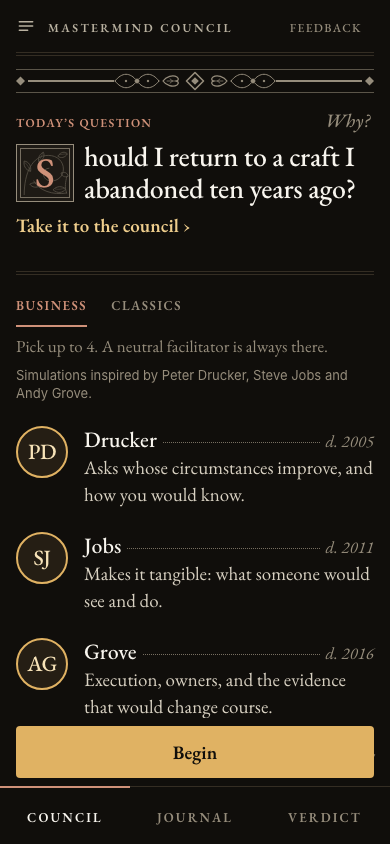 MASTERMIND COUNCIL
FEEDBACK
TODAY'S QUESTION
Why?
Should I return to a craft I
abandoned ten years ago?
Take it to the council ›
BUSINESS
CLASSICS
Pick up to 4. A neutral facilitator is always there.
Simulations inspired by Peter Drucker, Steve Jobs and
Andy Grove.
PD
Drucker
d. 2005
Asks whose circumstances improve, and
how you would know.
SJ
Jobs
d. 2011
Makes it tangible: what someone would
see and do.
AG
Grove
d. 2016
Execution, owners, and the evidence
that would change course.
Begin
COUNCIL
JOURNAL
VERDICT